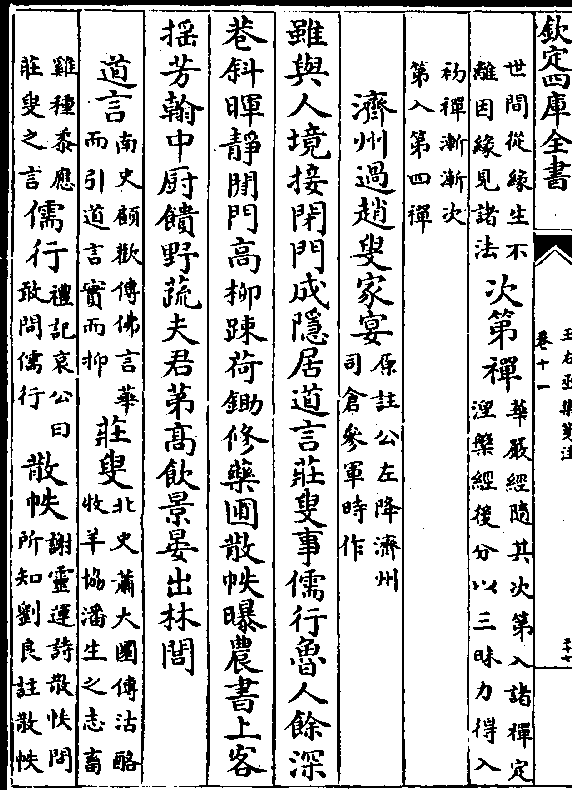 欽定四庫全書
世間從緣生不
離因緣見諸法
次第禪
華嚴經隨其次第入諸禪定
涅槃經後分以三昧力得入
初禪漸漸次
第入第四禪
濟州過趙叟家宴
原註公左降濟州
司倉參軍時作
雖與人境接閉門成隱居道言莊叟事儒行魯人餘深
巷斜暉靜閒門高柳踈荷鋤修藥圃散帙曝農書上客
揺芳翰中厨饋野蔬夫君第髙飲景晏出林閭
道言
南史顧歡傳佛言華
而引道言實而抑
莊叟
北史蕭大圜傳沽酪
牧羊協潘生之志畜
雞種黍應
莊叟之言
儒行
禮記哀公曰
敢問儒行
散帙
謝靈運詩散帙問
所知劉良註散帙
卷十一